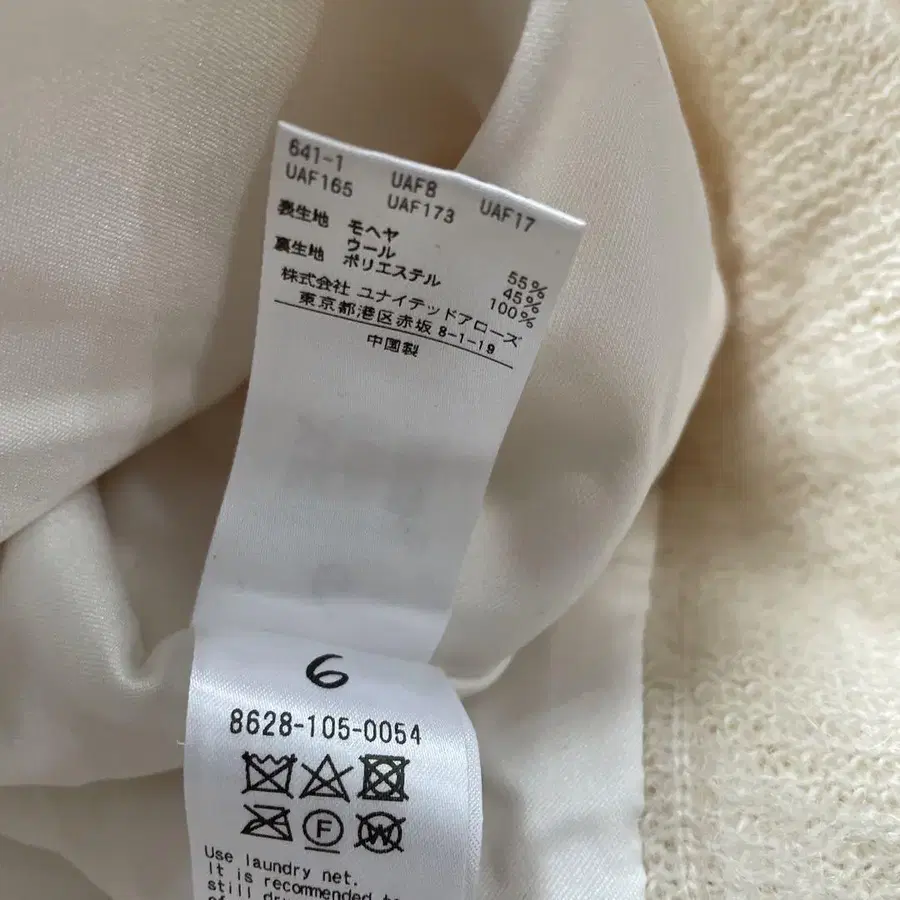 641-1 UAF8 UAF17
UAF165 UAF173
表生地 モヘヤ 55%
ウール 45%
裏生地 ポリエステル 100%
株式会社 ユナイテッドアローズ
東京都港区赤坂8-1-19
中国製
6
8628-105-0054
F
W
Use laundry net.
It is recommended to
still
of